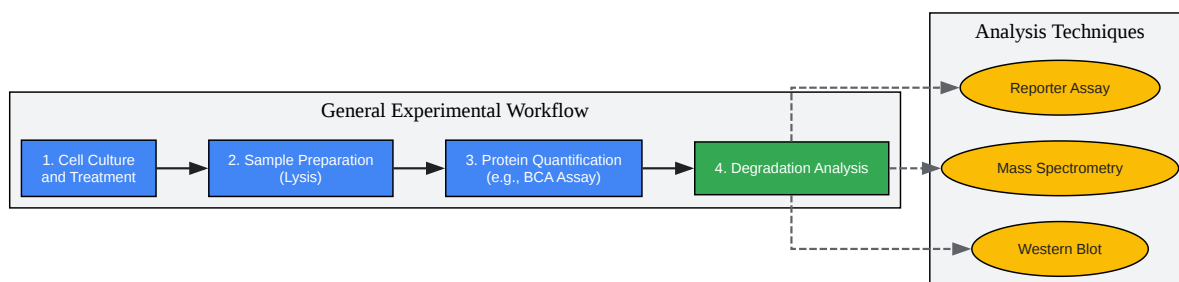 General Experimental Workflow
1. Cell Culture
and Treatment
2. Sample Preparation
(Lysis)
3. Protein Quantification
(e.g., BCA Assay)
4. Degradation Analysis
Analysis Techniques
Reporter Assay
Mass Spectrometry
Western Blot